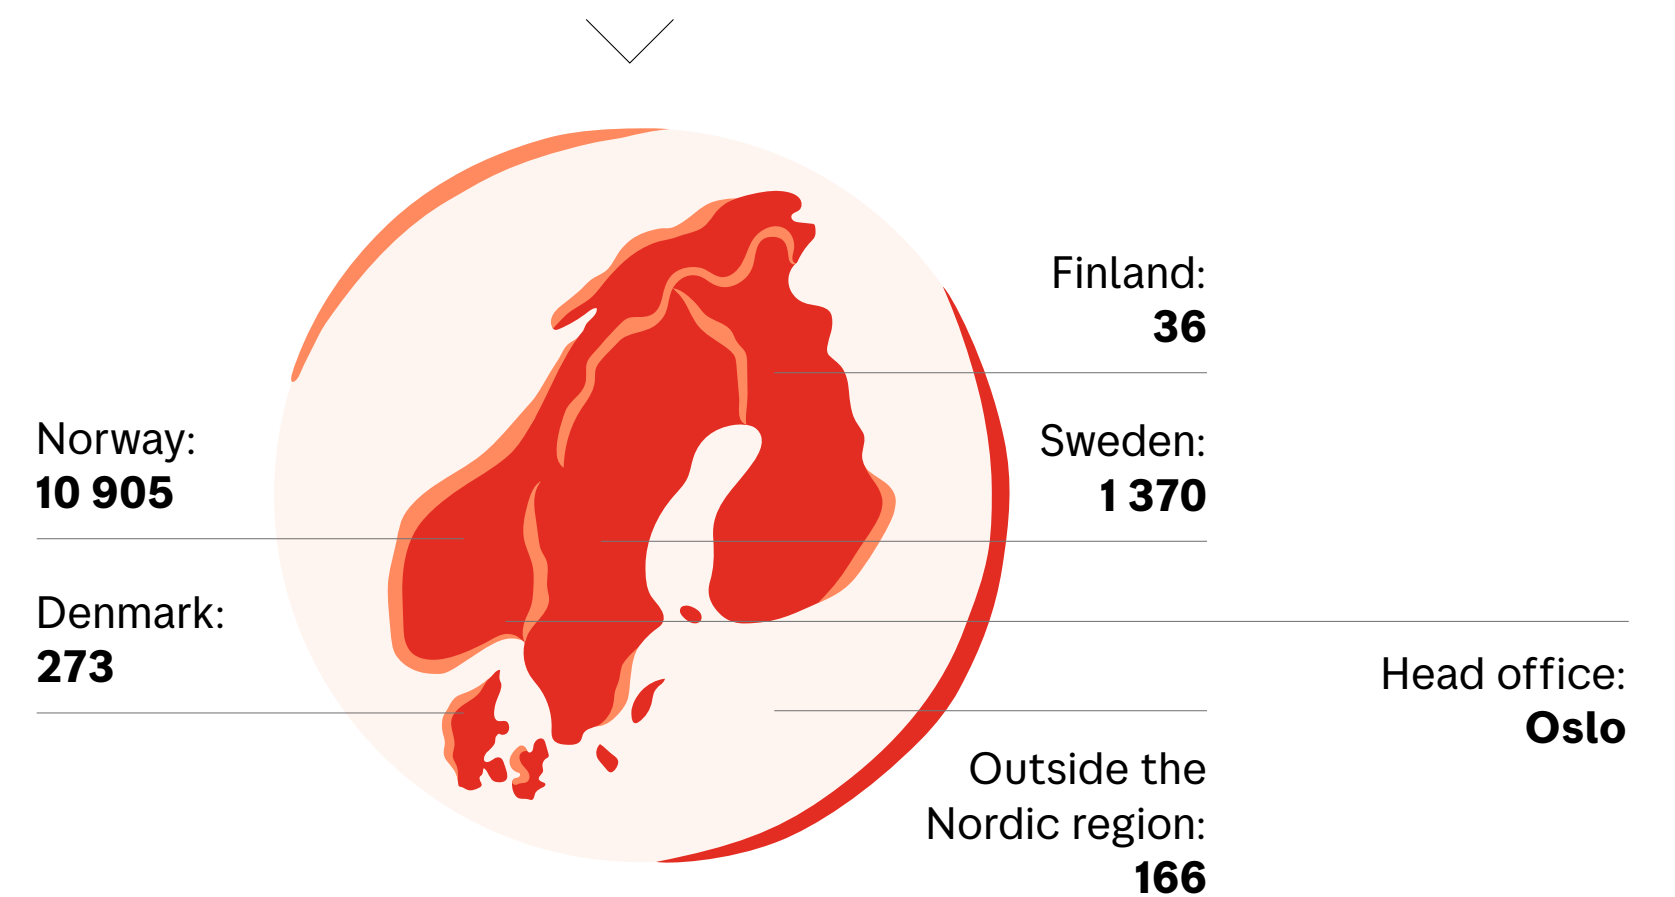 Finland:
36
Norway:
10 905
Sweden:
1 370
Denmark:
273
Head office:
Oslo
Outside the
Nordic region:
166